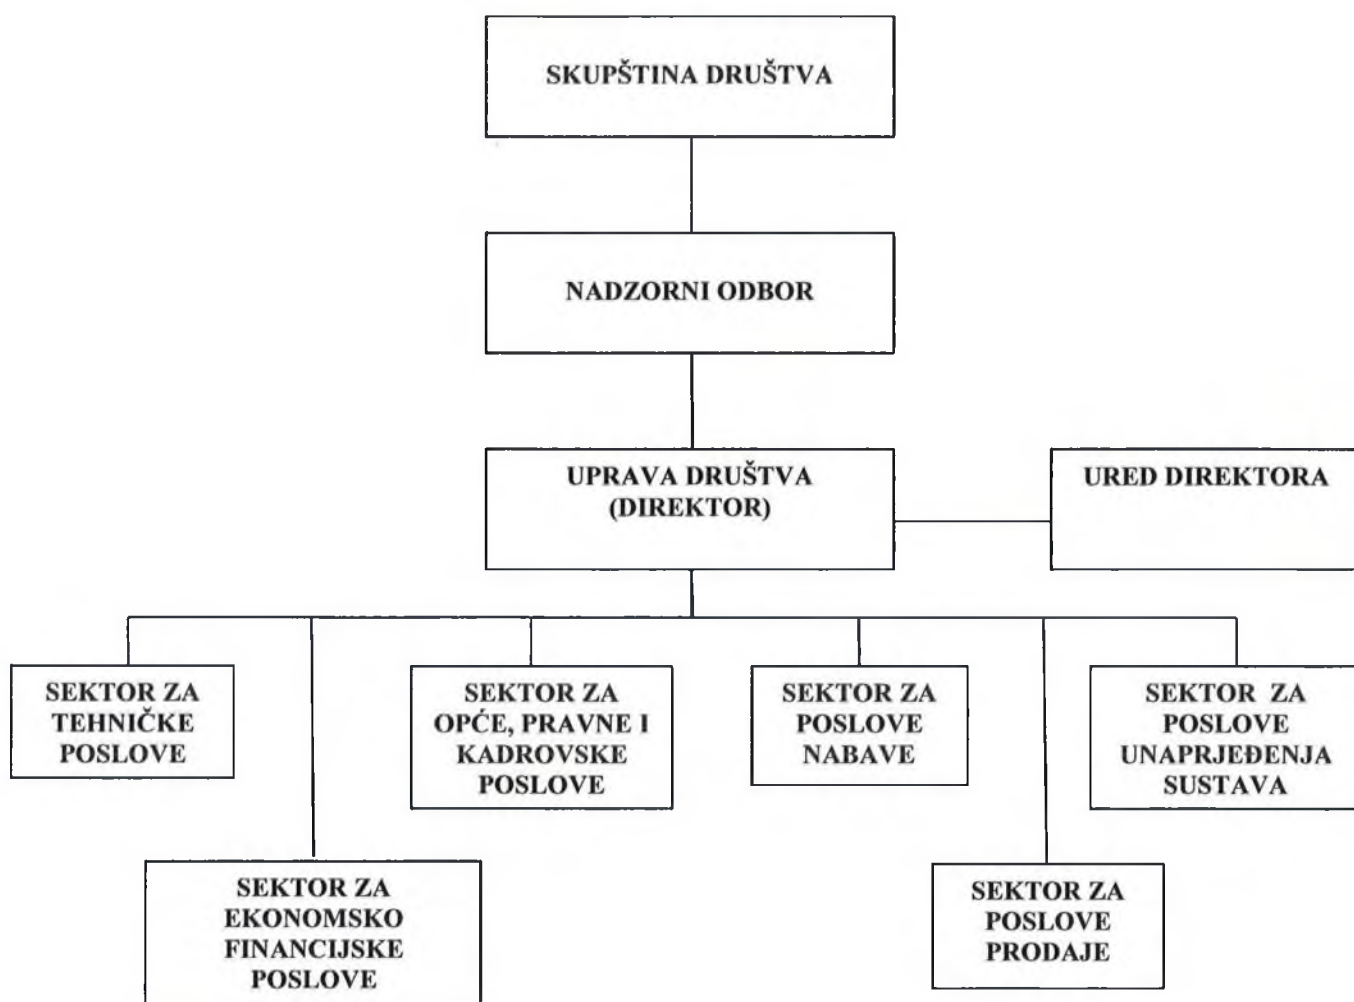 SKUPŠTINA DRUŠTVA
NADZORNI ODBOR
UPRAVA DRUŠTVA
(DIREKTOR)
URED DIREKTORA
SEKTOR ZA
TEHNIČKE
POSLOVE
SEKTOR ZA
OPĆE, PRAVNE I
KADROVSKE
POSLOVE
SEKTOR ZA
POSLOVE
NABAVE
SEKTOR ZA
POSLOVE
UNAPRJEĐENJA
SUSTAVA
SEKTOR ZA
EKONOMSKO
FINANCIJSKE
POSLOVE
SEKTOR ZA
POSLOVE
PRODAJE